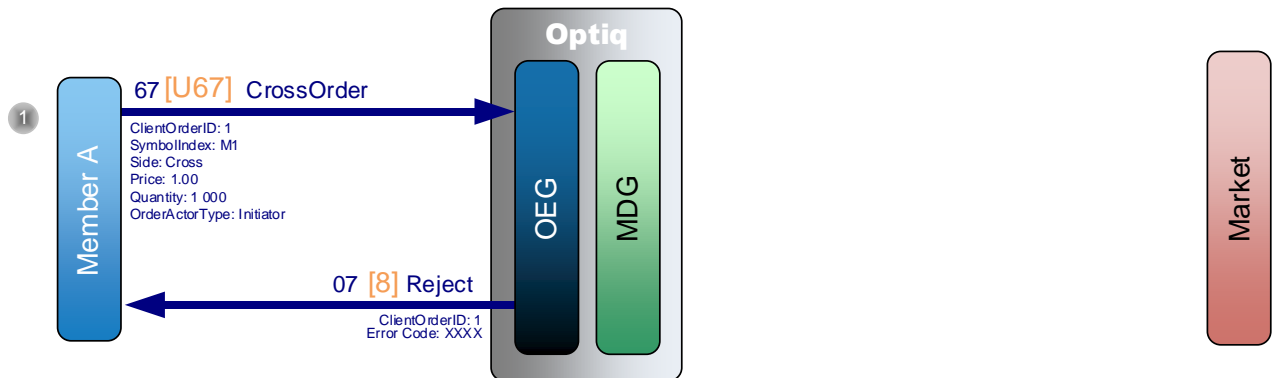 Optiq
67 [U67] CrossOrder
1
ClientOrderID: 1
SymbolIndex: M1
Side: Cross
Price: 1.00
Quantity: 1 000
OrderActorType: Initiator
Member A
OEG
MDG
Market
07 [8] Reject
ClientOrderID: 1
Error Code: XXXX